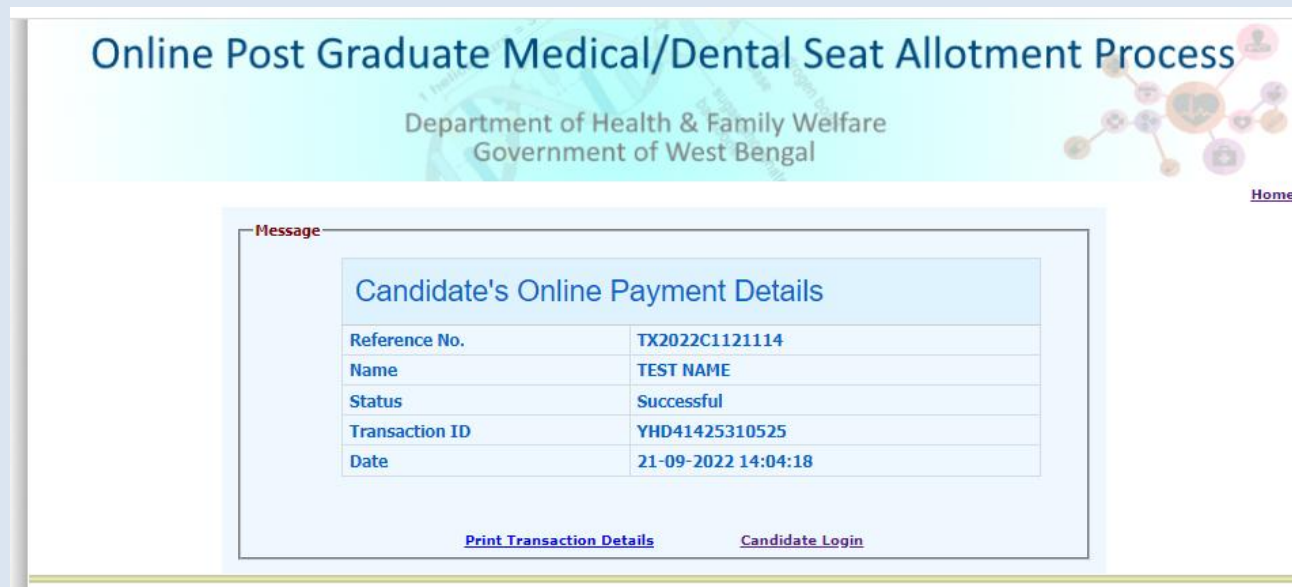 Online Post Graduate Medical/Dental Seat Allotment Process
Department of Health & Family Welfare
Government of West Bengal
Home
Message
Candidate's Online Payment Details
Reference No. TX2022C1121114
Name TEST NAME
Status Successful
Transaction ID YHD41425310525
Date 21-09-2022 14:04:18
Print Transaction Details Candidate Login